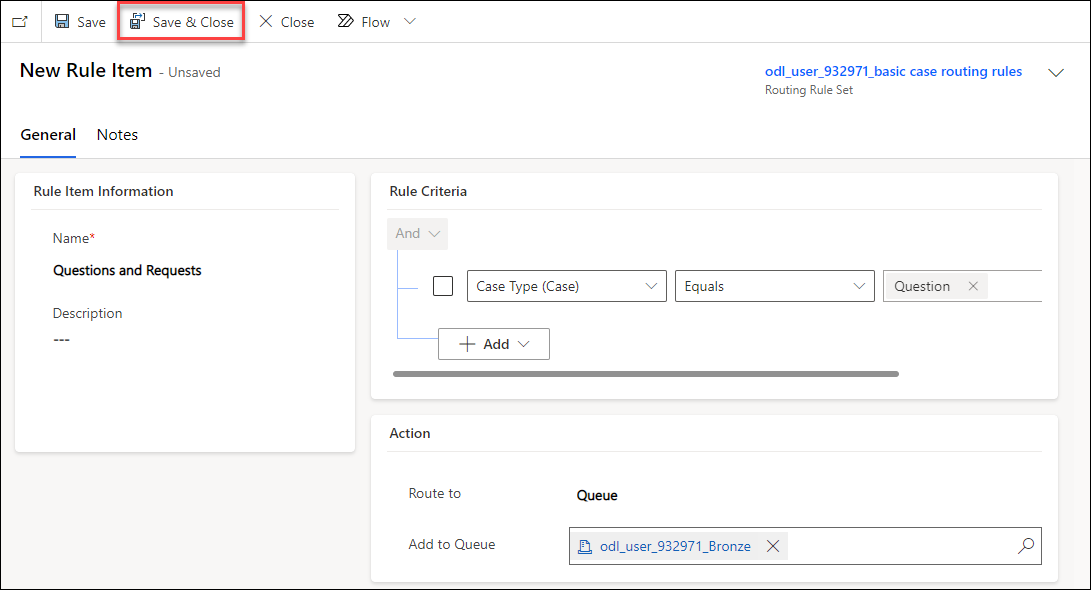 Save Save & Close Close Flow
New Rule Item - Unsaved
odl_user_932971_basic case routing rules
Routing Rule Set
General Notes
Rule Item Information
Name*
Questions and Requests
Description
---
Rule Criteria
And
Case Type (Case) Equals Question
Add
Action
Route to Queue
Add to Queue odl_user_932971_Bronze